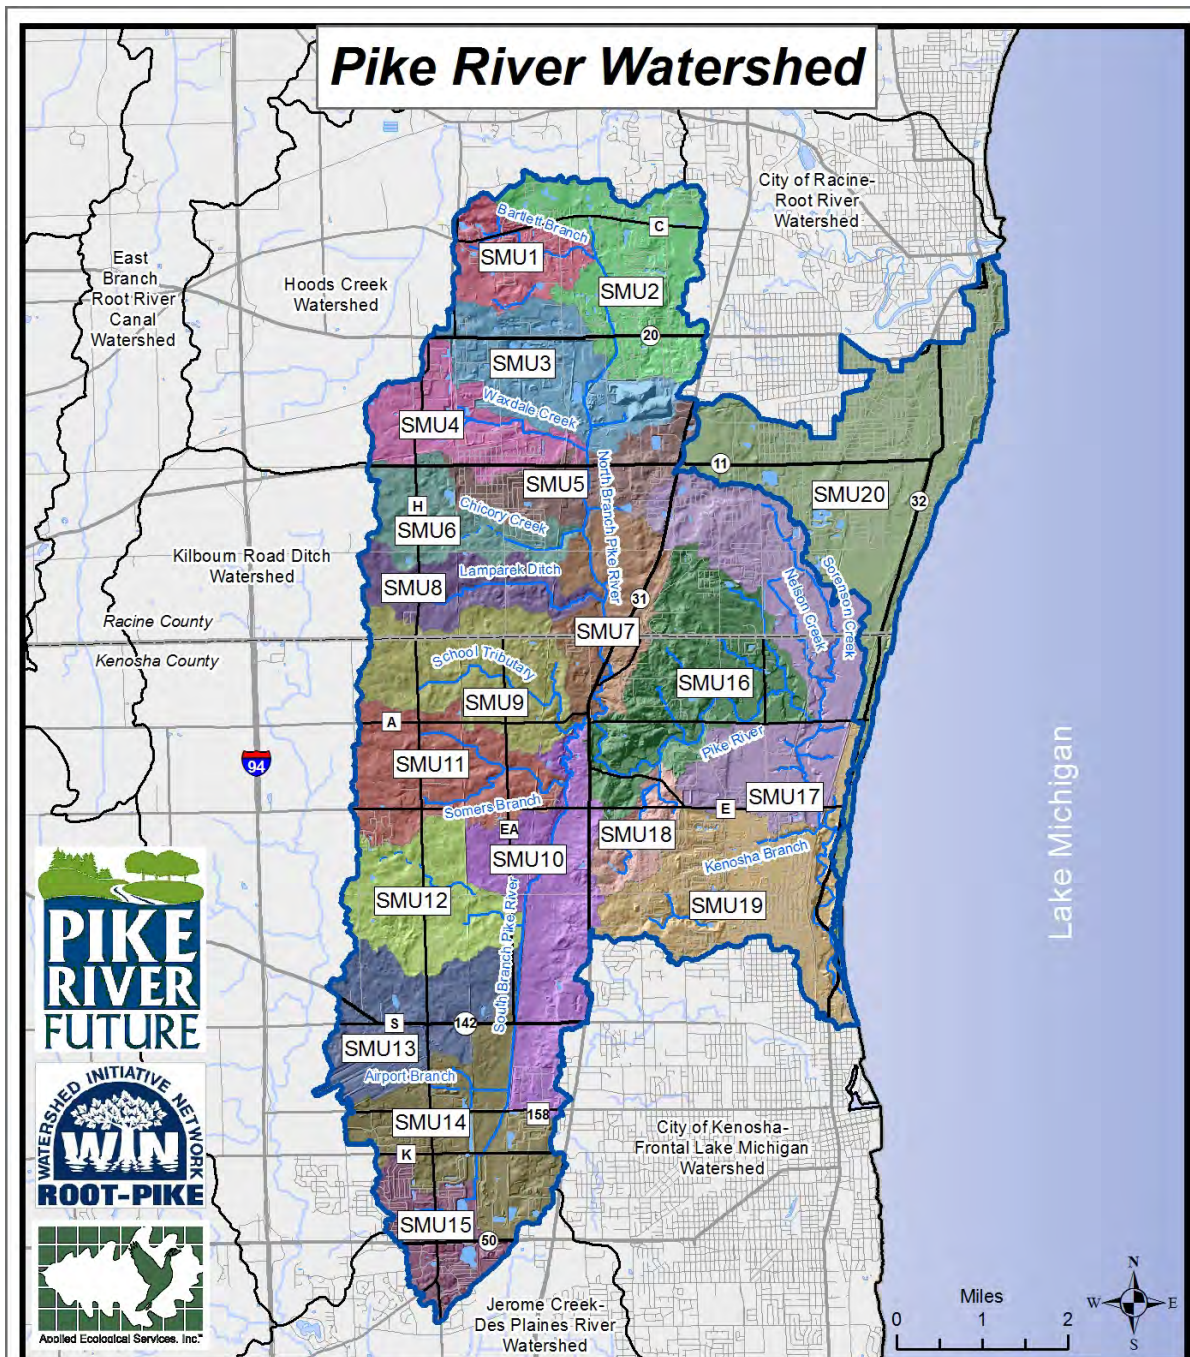 Pike River Watershed
City of Racine-
Root River
Watershed
East
Branch
Root River
Canal
Watershed
Hoods Creek
Watershed
Bartlett Branch
C
SMU1
SMU2
20
SMU3
Waxdale Creek
SMU4
11
SMU5
North Branch Pike River
SMU20
32
H
Chicory Creek
SMU6
Kilbourn Road Ditch
Watershed
Lamparek Ditch
SMU8
Nelson Creek
Sorenson Creek
31
Racine County
Kenosha County
SMU7
School Tributary
SMU16
SMU9
A
Pike River
94
SMU11
SMU17
Somers Branch
E
EA
SMU18
SMU10
Kenosha Branch
SMU12
SMU19
South Branch Pike River
Lake Michigan
PIKE
RIVER
FUTURE
S
142
SMU13
Airport Branch
158
SMU14
City of Kenosha-
Frontal Lake Michigan
Watershed
K
WATERSHED INITIATIVE NETWORK
WIN
ROOT-PIKE
SMU15
50
Applied Ecological Services, Inc.™
Jerome Creek-
Des Plaines River
Watershed
Miles
0 1 2
N
W E
S